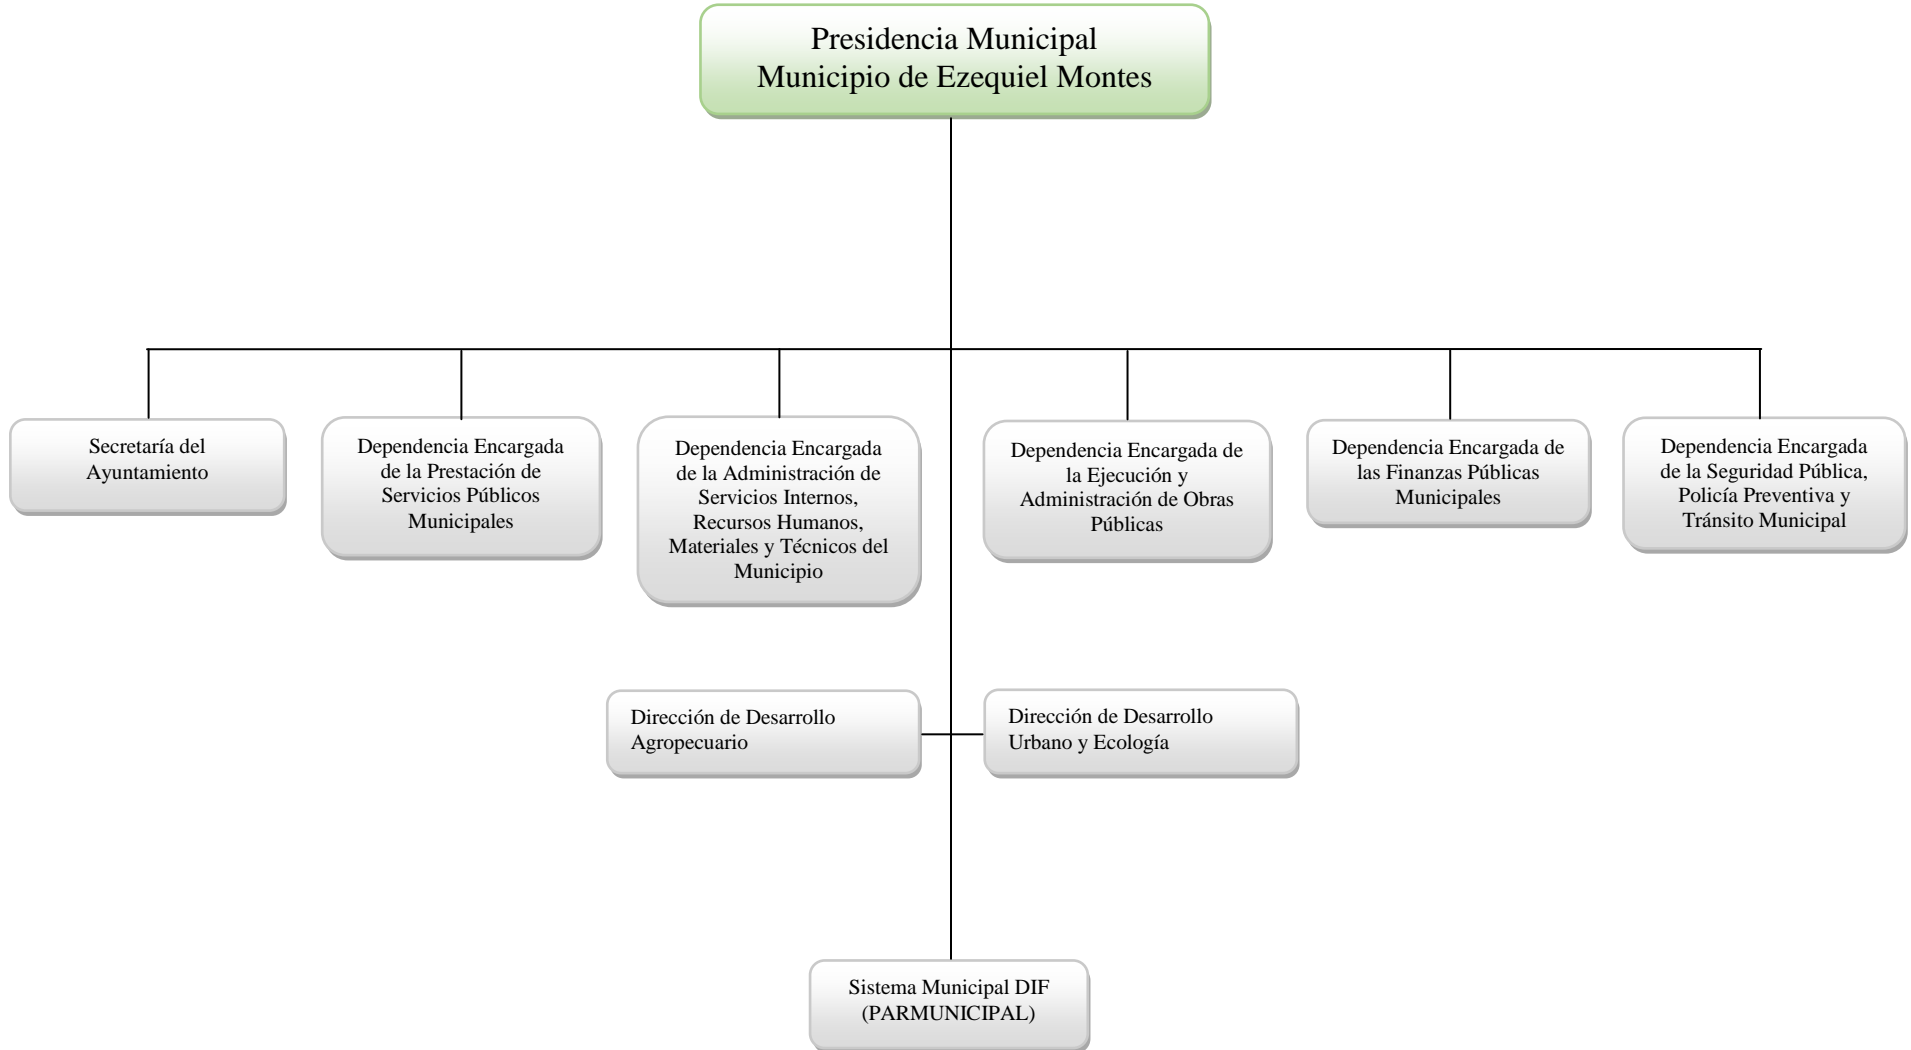 Presidencia Municipal
Municipio de Ezequiel Montes
Secretaría del
Ayuntamiento
Dependencia Encargada
de la Prestación de
Servicios Públicos
Municipales
Dependencia Encargada
de la Administración de
Servicios Internos,
Recursos Humanos,
Materiales y Técnicos del
Municipio
Dependencia Encargada de
la Ejecución y
Administración de Obras
Públicas
Dependencia Encargada de
las Finanzas Públicas
Municipales
Dependencia Encargada
de la Seguridad Pública,
Policía Preventiva y
Tránsito Municipal
Dirección de Desarrollo
Agropecuario
Dirección de Desarrollo
Urbano y Ecología
Sistema Municipal DIF
(PARMUNICIPAL)